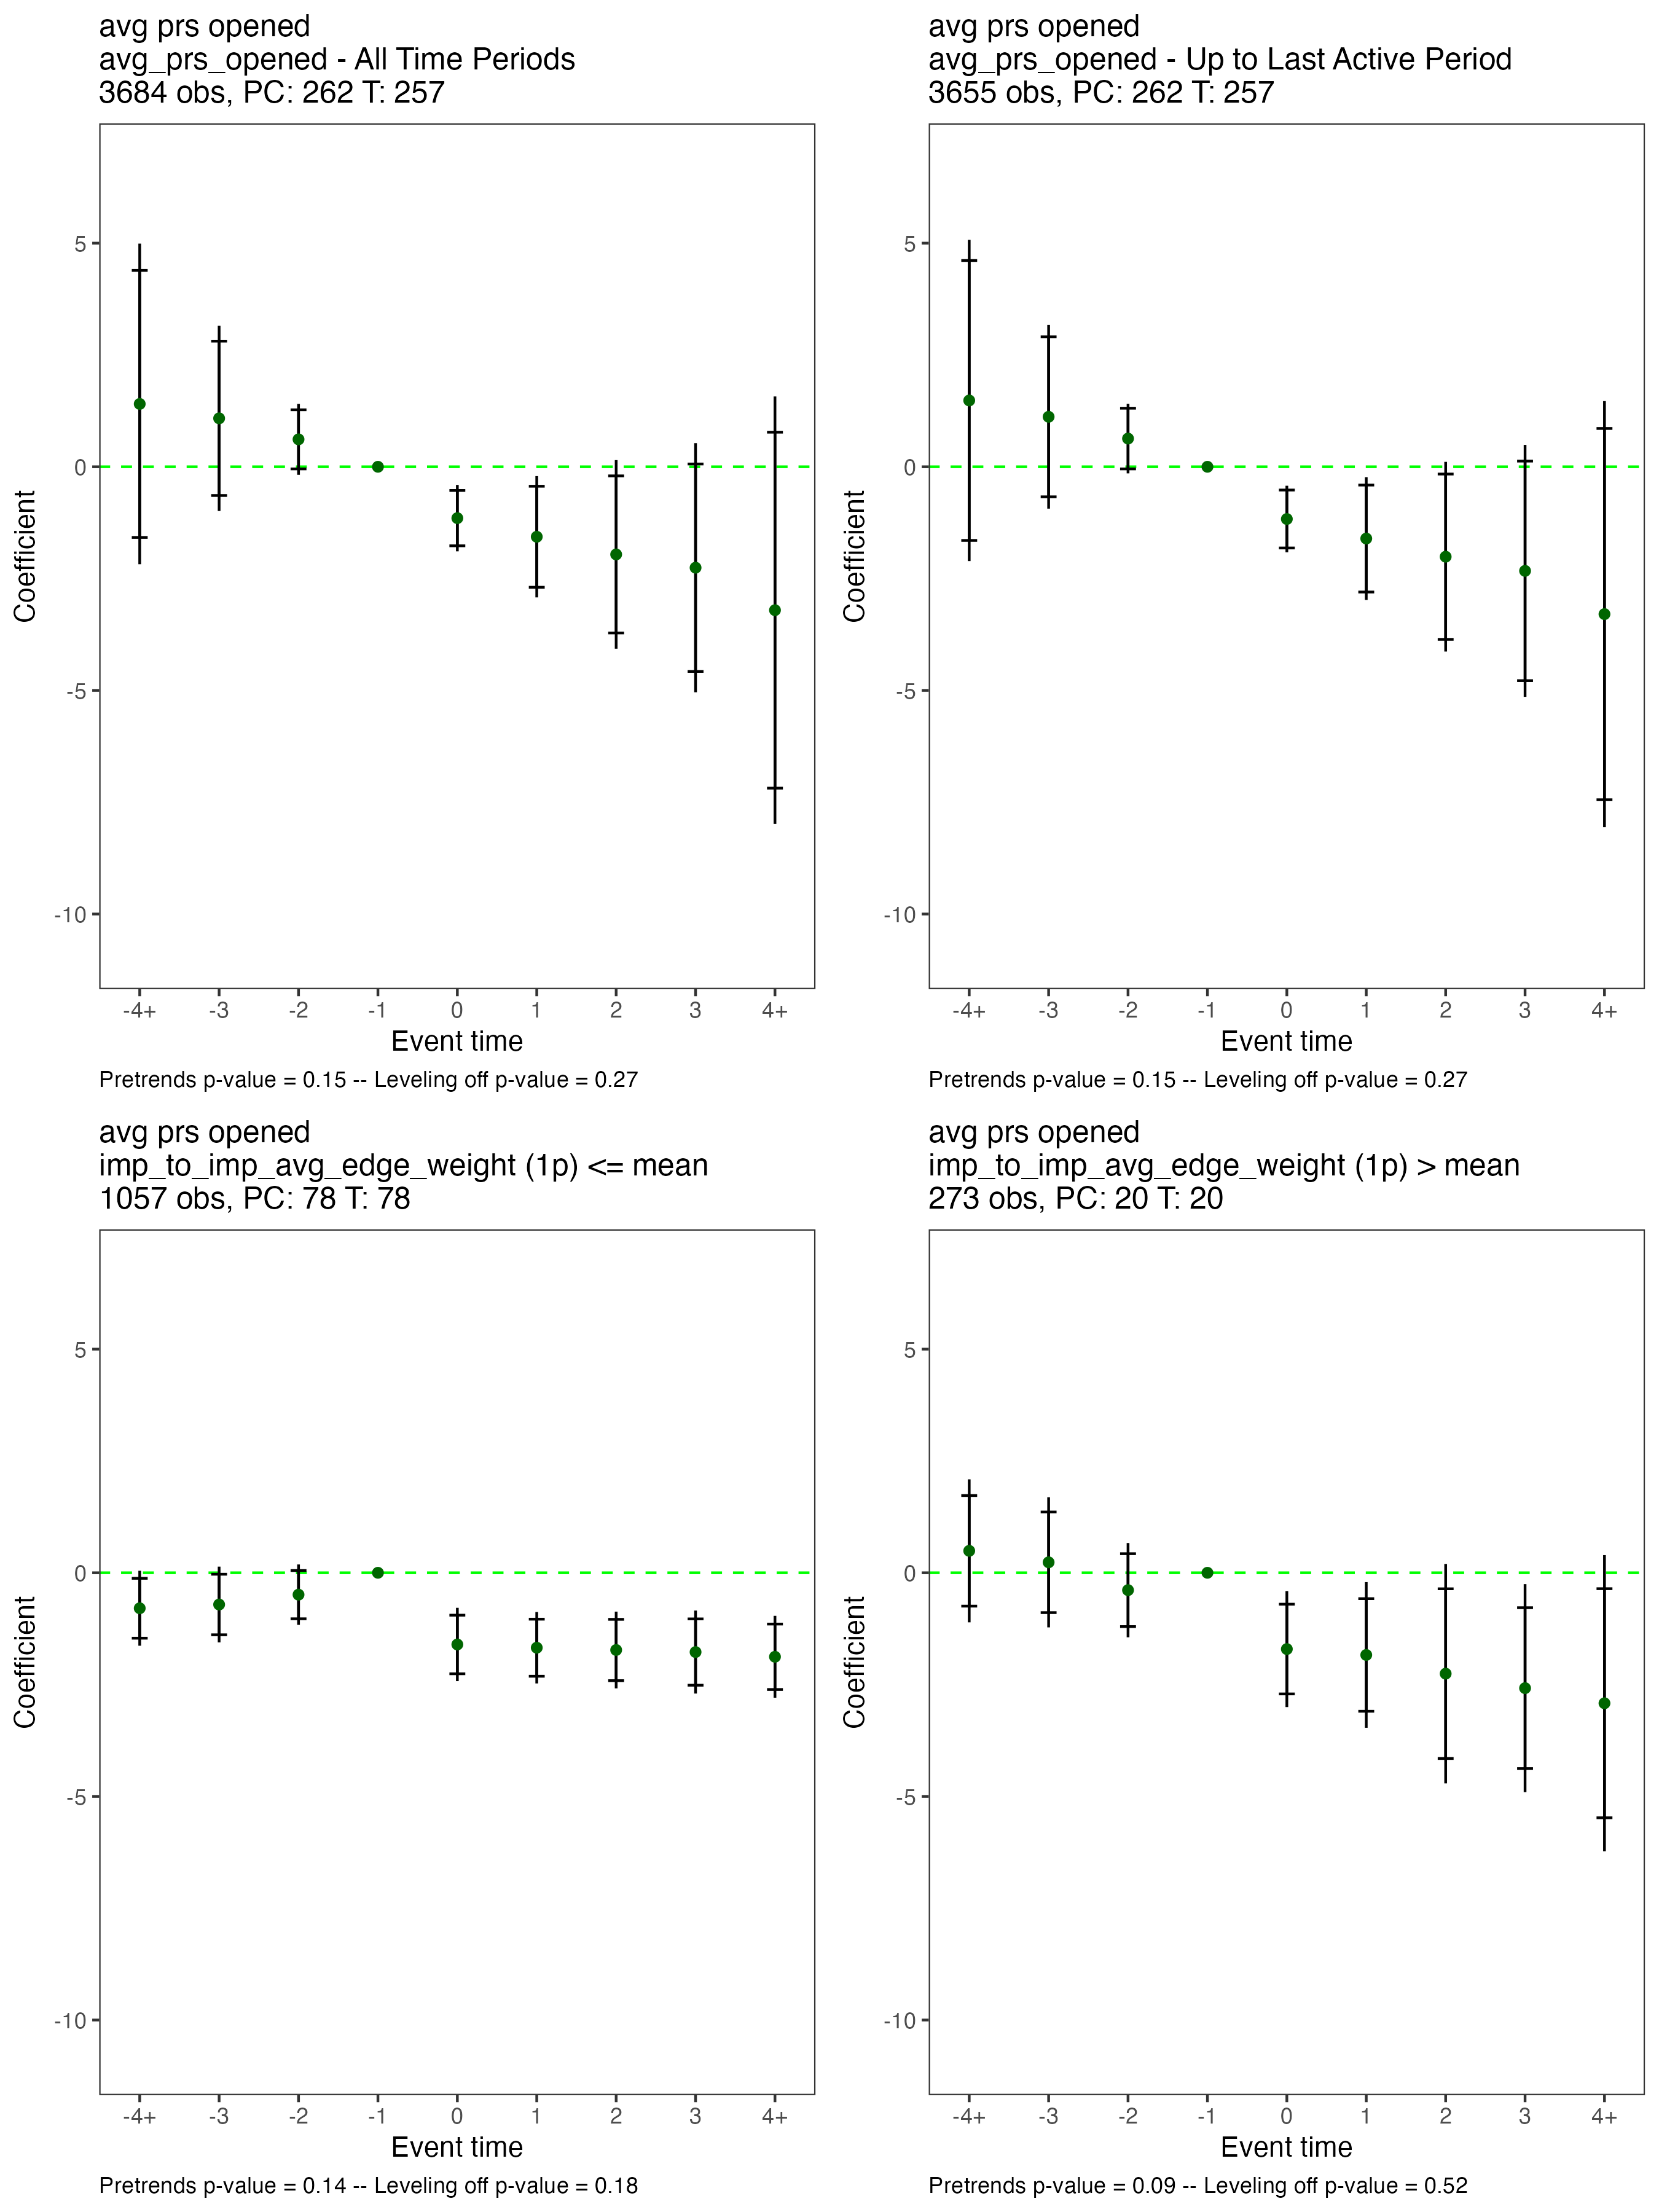 avg prs opened
avg_prs_opened - All Time Periods
3684 obs, PC: 262 T: 257
5
0
-5
-10
Coefficient
-4+ -3 -2 -1 0 1 2 3 4+
Event time
Pretrends p-value = 0.15 -- Leveling off p-value = 0.27
avg prs opened
avg_prs_opened - Up to Last Active Period
3655 obs, PC: 262 T: 257
5
0
-5
-10
Coefficient
-4+ -3 -2 -1 0 1 2 3 4+
Event time
Pretrends p-value = 0.15 -- Leveling off p-value = 0.27
avg prs opened
imp_to_imp_avg_edge_weight (1p) <= mean
1057 obs, PC: 78 T: 78
5
0
-5
-10
Coefficient
-4+ -3 -2 -1 0 1 2 3 4+
Event time
Pretrends p-value = 0.14 -- Leveling off p-value = 0.18
avg prs opened
imp_to_imp_avg_edge_weight (1p) > mean
273 obs, PC: 20 T: 20
5
0
-5
-10
Coefficient
-4+ -3 -2 -1 0 1 2 3 4+
Event time
Pretrends p-value = 0.09 -- Leveling off p-value = 0.52